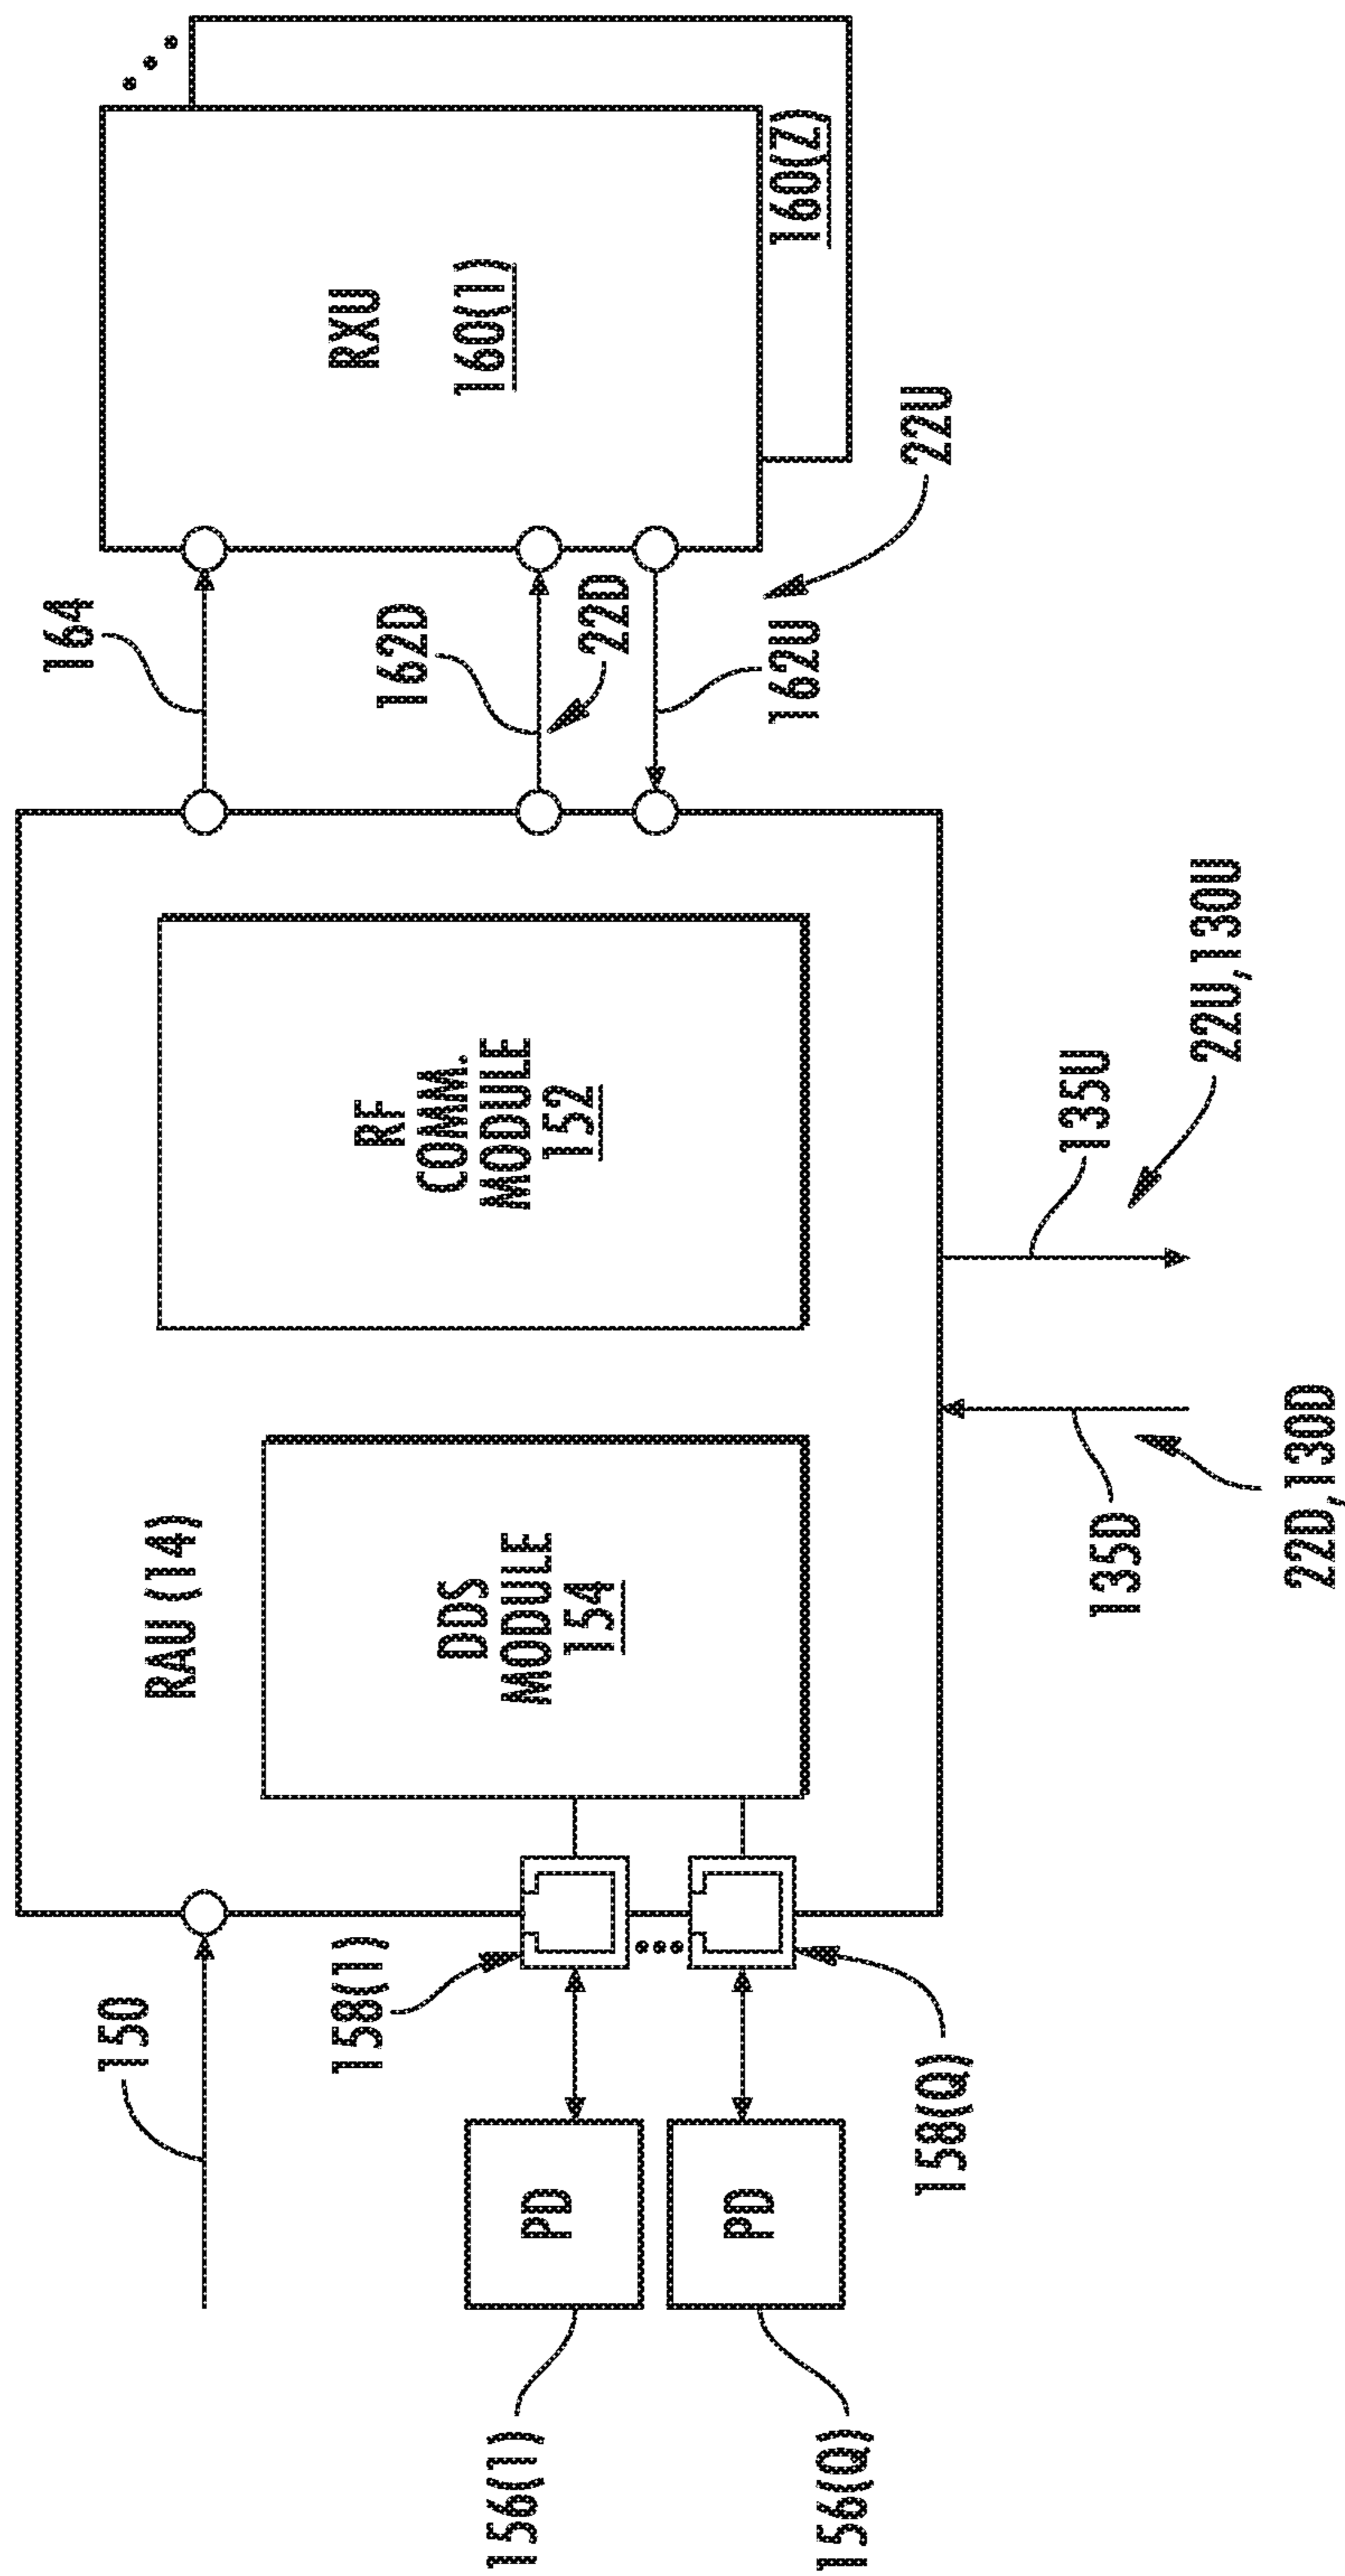 164
RXU
160(1)
160(Z)
162D
22D
162U
22U
RF
COMM.
MODULE
152
RAU (14)
DDS
MODULE
154
135U
22U,130U
135D
22D,130D
150
158(1)
158(Q)
PD
PD
156(1)
156(Q)